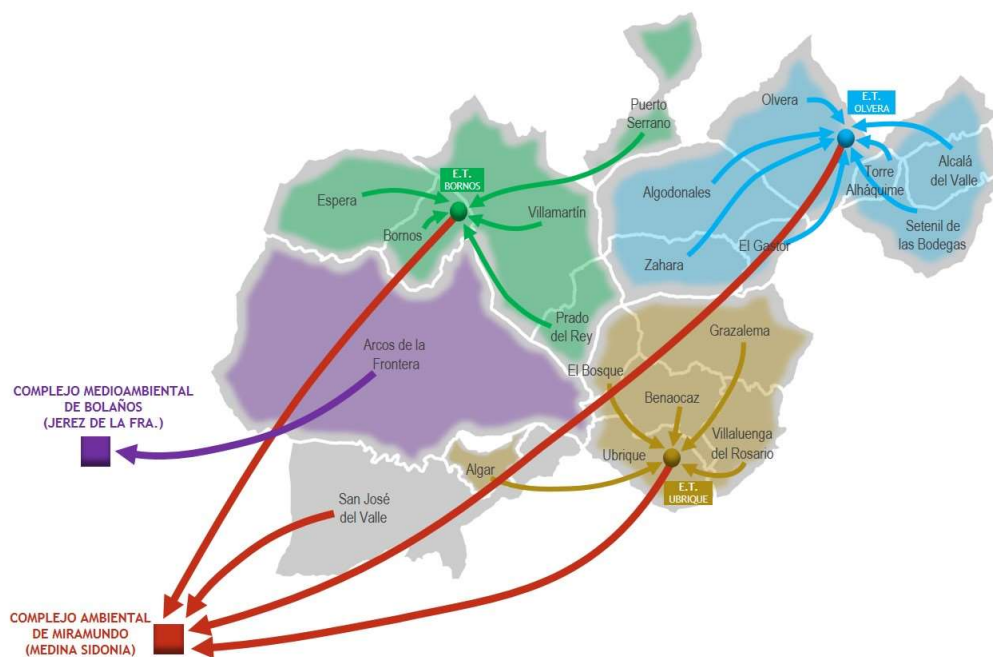 Puerto
Serrano
Olvera
E.T.
OLVERA
E.T.
BORNOS
Espera
Bornos
Villamartín
Algodonales
Torre
Alháquime
Alcalá
del Valle
Zahara
El Gastor
Setenil de
las Bodegas
Prado
del Rey
Arcos de la
Frontera
Grazalema
El Bosque
Benaocaz
COMPLEJO MEDIOAMBIENTAL
DE BOLAÑOS
(JEREZ DE LA FRA.)
Ubrique
Villaluenga
del Rosario
Algar
E.T.
UBRIQUE
San José
del Valle
COMPLEJO AMBIENTAL
DE MIRAMUNDO
(MEDINA SIDONIA)